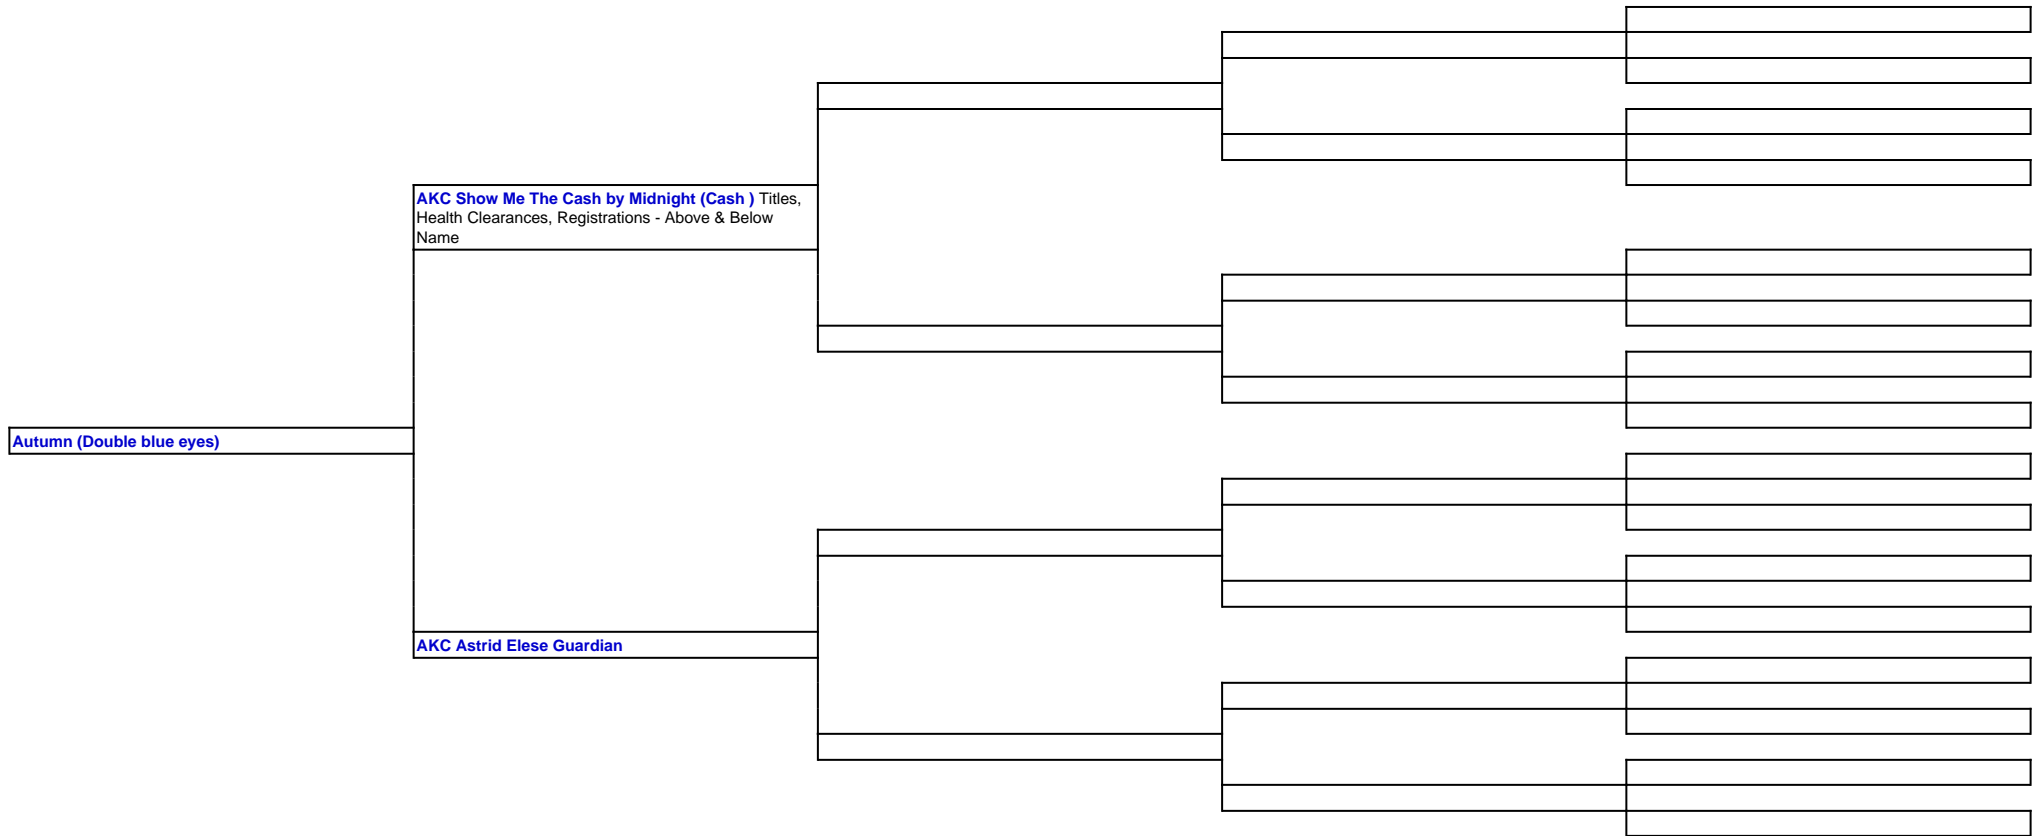 AKC Show Me The Cash by Midnight (Cash ) Titles,
Health Clearances, Registrations - Above & Below
Name
Autumn (Double blue eyes)
AKC Astrid Elese Guardian